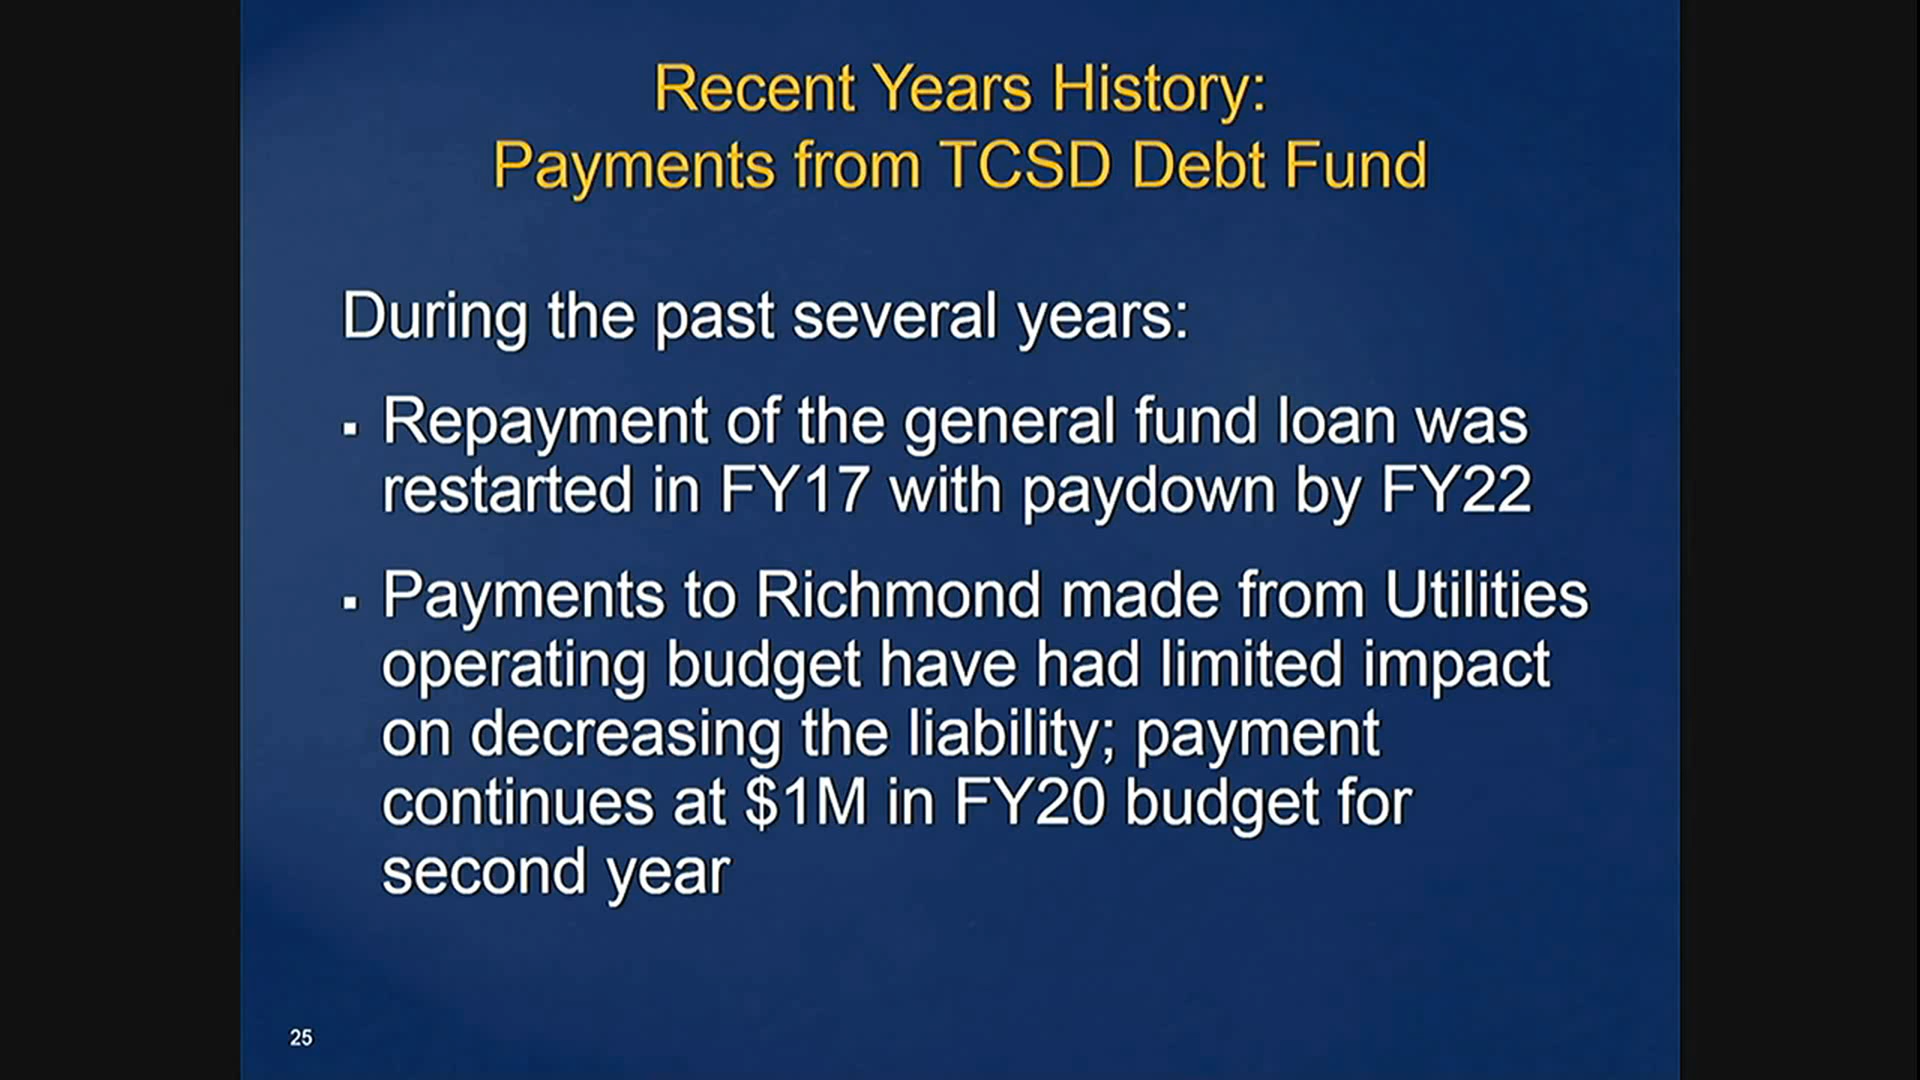 Recent Years History:
Payments from TCSD Debt Fund
During the past several years:
▪ Repayment of the general fund loan was
restarted in FY17 with paydown by FY22
▪ Payments to Richmond made from Utilities
operating budget have had limited impact
on decreasing the liability; payment
continues at $1M in FY20 budget for
second year
25